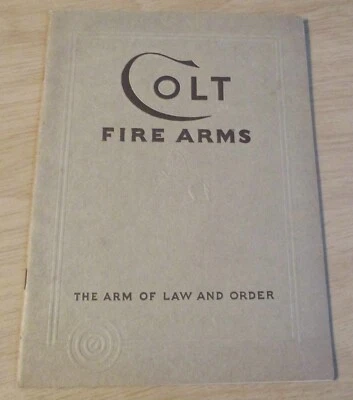 COLT
FIRE ARMS
THE ARM OF LAW AND ORDER